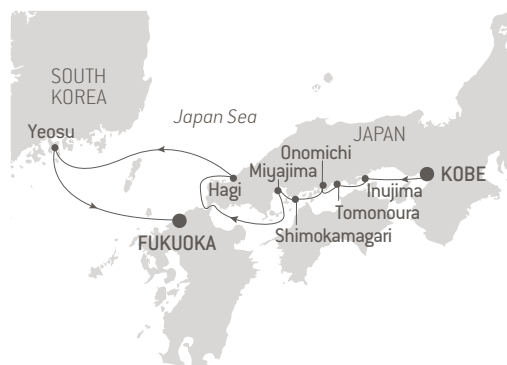 SOUTH
KOREA
Yeosu
Japan Sea
JAPAN
Onomichi
Miyajima
Hagi
KOBE
Inujima
Tomonoura
Shimokamagari
FUKUOKA